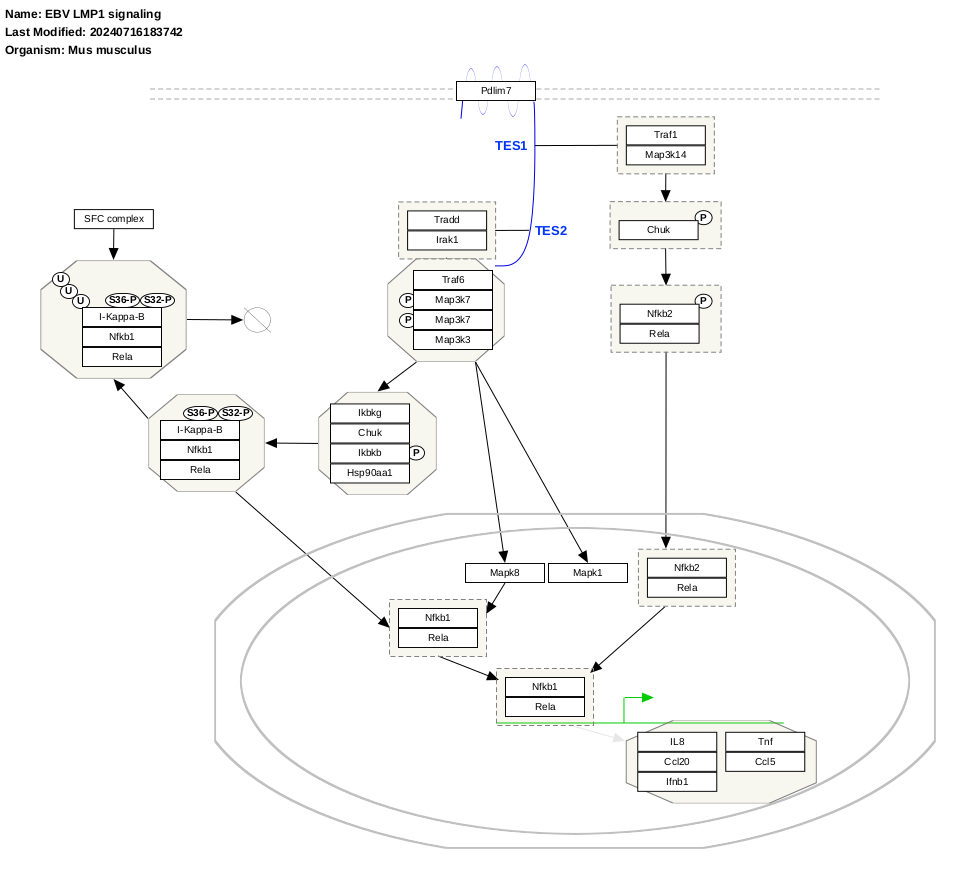 Name: EBV LMP1 signaling
Last Modified: 20240716183742
Organism: Mus musculus
Pdlim7
TES1
Traf1
Map3k14
P
Chuk
TES2
Tradd
Irak1
SFC complex
Traf6
P
Map3k7
P
Map3k7
Map3k3
U
U
U
S36-P
S32-P
I-Kappa-B
Nfkb1
Rela
P
Nfkb2
Rela
S36-P
S32-P
I-Kappa-B
Nfkb1
Rela
Ikbkg
Chuk
Ikbkb
P
Hsp90aa1
Mapk8
Mapk1
Nfkb2
Rela
Nfkb1
Rela
Nfkb1
Rela
IL8
Tnf
Ccl20
Ccl5
Ifnb1